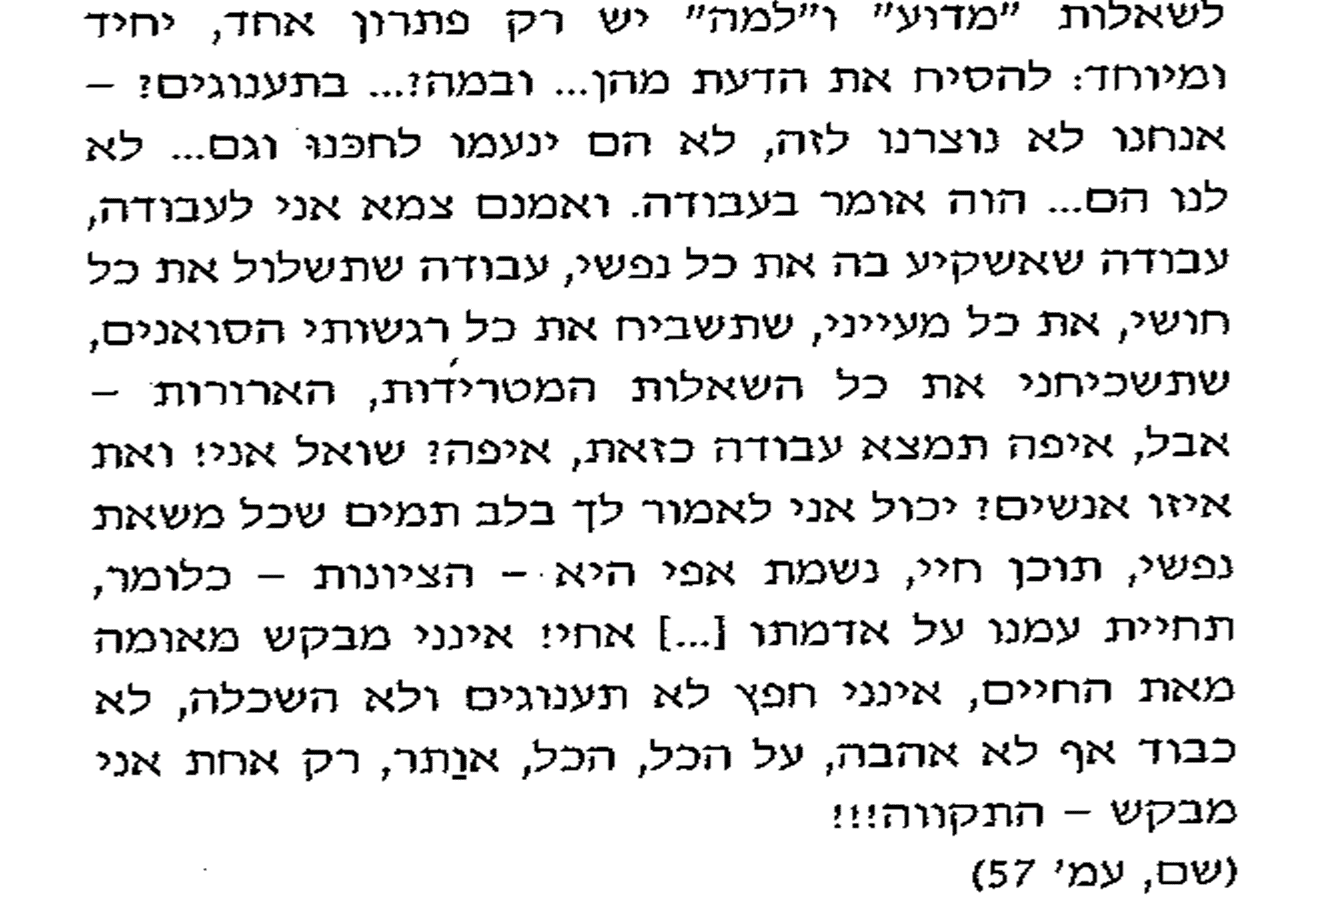 לשאלות "מדוע" ו"למה" יש רק פתרון אחד, יחיד
ומיוחד: להסיח את הדעת מהן... ובמה?... בתענוגים? –
אנחנו לא נוצרנו לזה, לא הם ינעמו לחכּנוּ וגם... לא
לנו הם... הוה אומר בעבודה. ואמנם צמא אני לעבודה,
עבודה שאשקיע בה את כל נפשי, עבודה שתשלול את כל
חושי, את כל מעייני, שתשביח את כל רגשותי הסואנים,
שתשכיחני את כל השאלות המטרידות, הארורות –
אבל, איפה תמצא עבודה כזאת, איפה? שואל אני! ואת
איזו אנשים? יכול אני לאמור לך בלב תמים שכל משאת
נפשי, תוכן חיי, נשמת אפי היא – הציונות – כלומר,
תחיית עמנו על אדמתו [...] אחי! אינני מבקש מאומה
מאת החיים, אינני חפץ לא תענוגים ולא השכלה, לא
כבוד אף לא אהבה, על הכל, הכל, אוַתר, רק אחת אני
מבקש – התקווה!!!
(שם, עמ' 57)